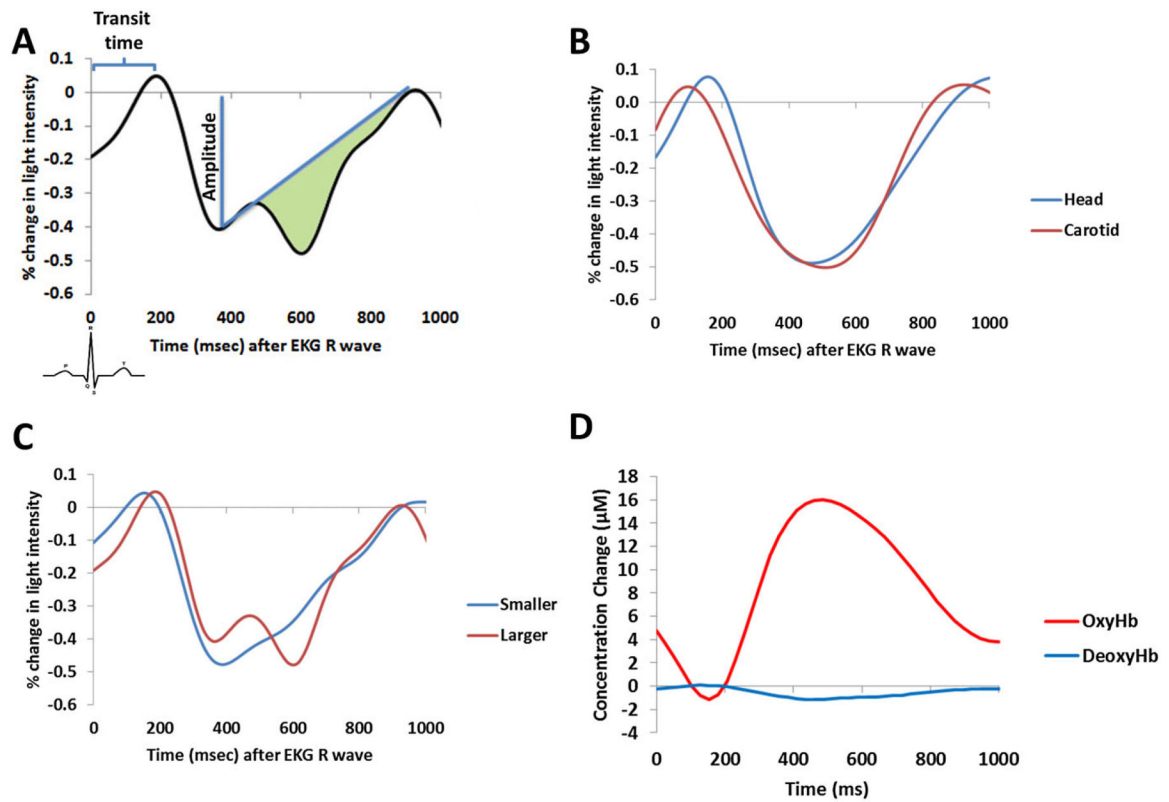 A
Transit
time
% change in light intensity
0.1
0
-0.1
-0.2
-0.3
-0.4
-0.5
-0.6
Amplitude
0 200 400 600 800 1000
Time (msec) after EKG R wave
R
P
T
Q
S
B
% change in light intensity
0.1
0.0
-0.1
-0.2
-0.3
-0.4
-0.5
-0.6
0 200 400 600 800 1000
Time (msec) after EKG R wave
Head
Carotid
C
% change in light intensity
0.1
0
-0.1
-0.2
-0.3
-0.4
-0.5
-0.6
0 200 400 600 800 1000
Time (msec) after EKG R wave
Smaller
Larger
D
Concentration Change (µM)
18
16
14
12
10
8
6
4
2
0
-2
-4
0 200 400 600 800 1000
Time (ms)
OxyHb
DeoxyHb